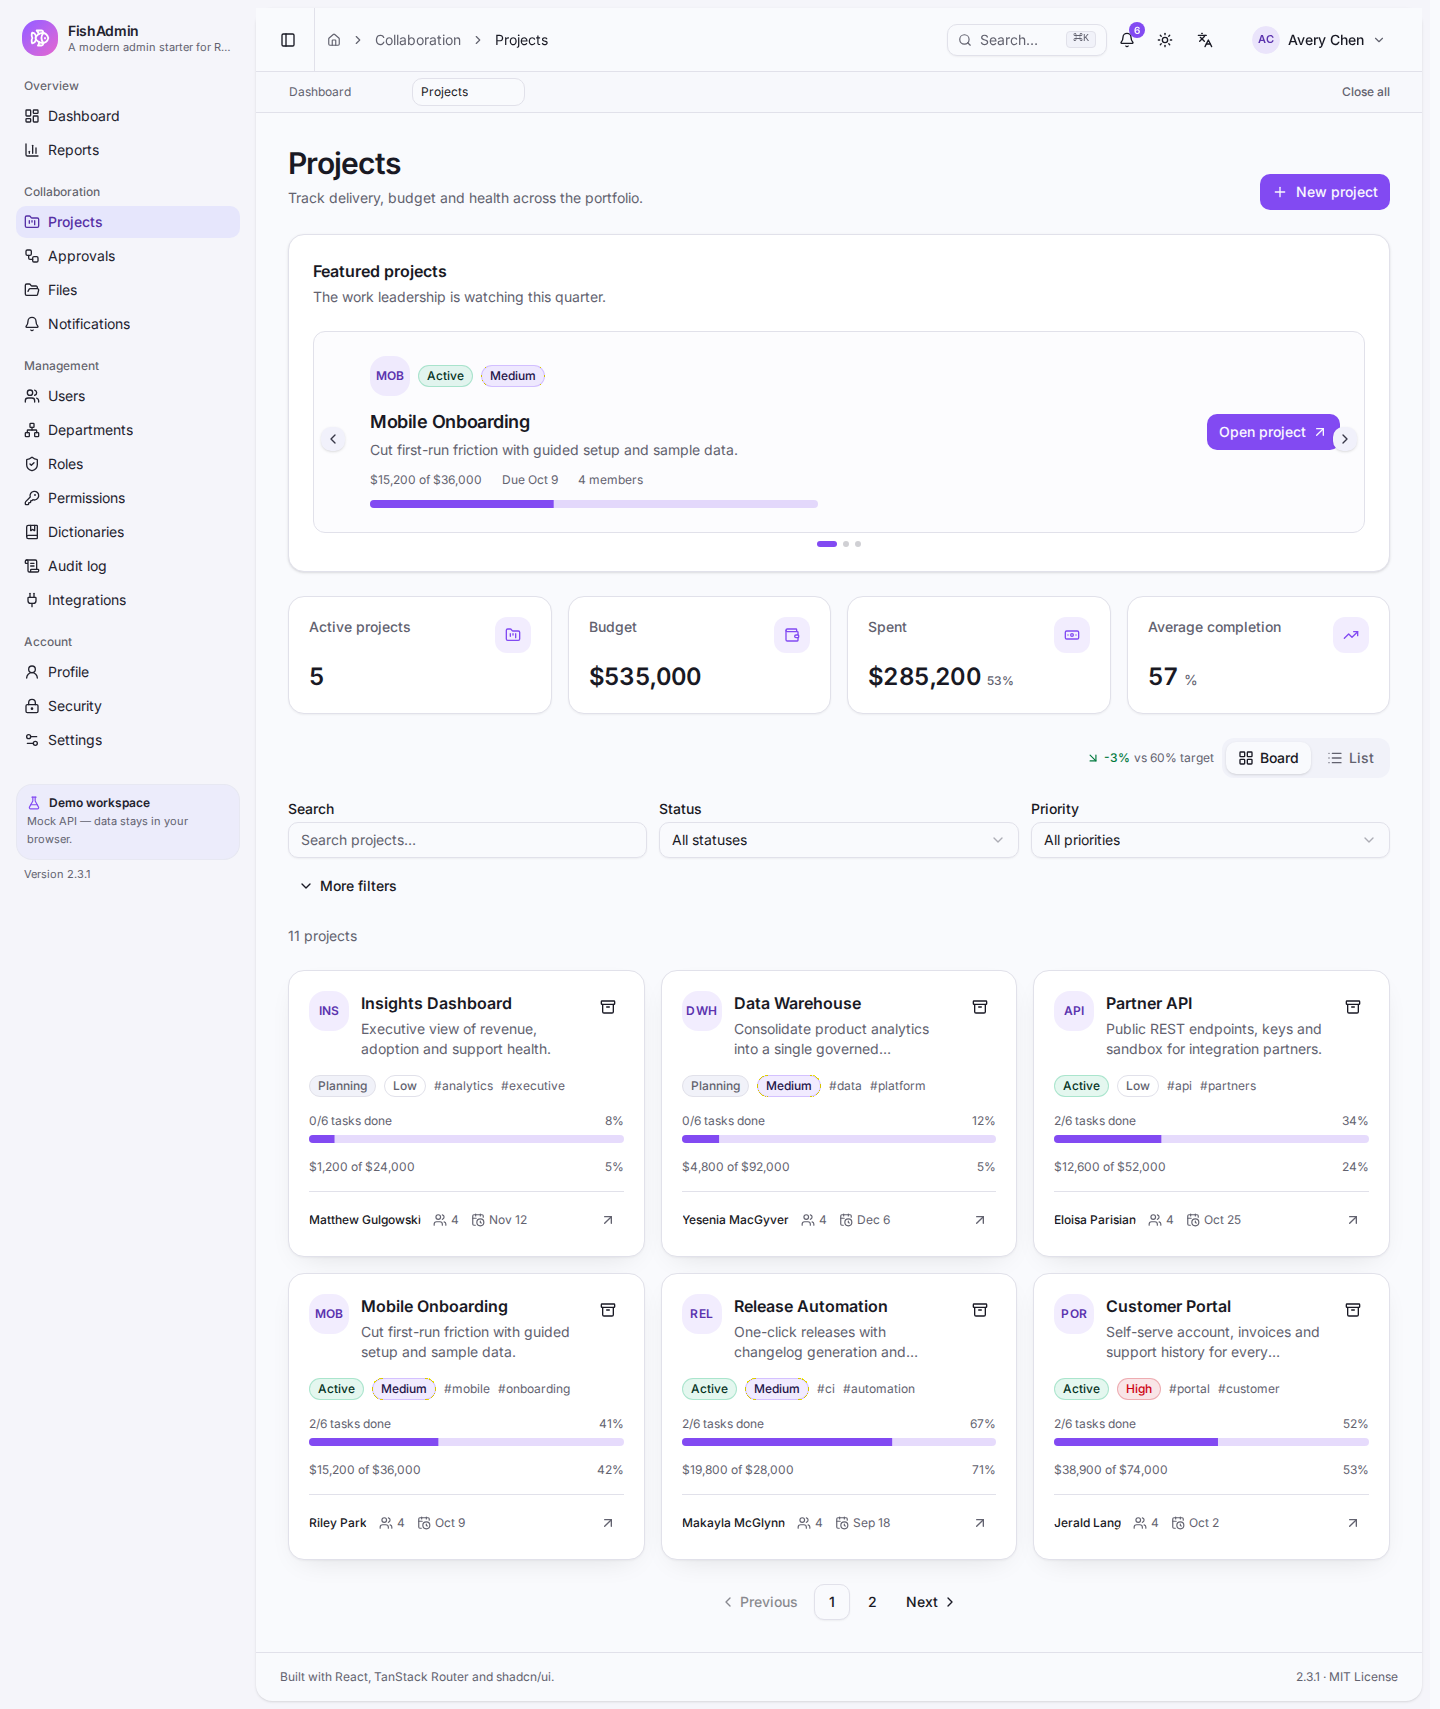 FishAdmin
A modern admin starter for R...
Overview
Dashboard
Reports
Collaboration
Projects
Approvals
Files
Notifications
Management
Users
Departments
Roles
Permissions
Dictionaries
Audit log
Integrations
Account
Profile
Security
Settings
Demo workspace
Mock API — data stays in your
browser.
Version 2.3.1
Collaboration
Projects
Search...
⌘K
6
AC
Avery Chen
Dashboard
Projects
Close all
Projects
Track delivery, budget and health across the portfolio.
New project
Featured projects
The work leadership is watching this quarter.
MOB
Active
Medium
Mobile Onboarding
Cut first-run friction with guided setup and sample data.
$15,200 of $36,000
Due Oct 9
4 members
Open project
Active projects
5
Budget
$535,000
Spent
$285,200 53%
Average completion
57 %
-3% vs 60% target
Board
List
Search
Search projects...
Status
All statuses
Priority
All priorities
More filters
11 projects
INS
Insights Dashboard
Executive view of revenue,
adoption and support health.
Planning
Low
#analytics
#executive
0/6 tasks done
8%
$1,200 of $24,000
5%
Matthew Gulgowski
4
Nov 12
DWH
Data Warehouse
Consolidate product analytics
into a single governed...
Planning
Medium
#data
#platform
0/6 tasks done
12%
$4,800 of $92,000
5%
Yesenia MacGyver
4
Dec 6
API
Partner API
Public REST endpoints, keys and
sandbox for integration partners.
Active
Low
#api
#partners
2/6 tasks done
34%
$12,600 of $52,000
24%
Eloisa Parisian
4
Oct 25
MOB
Mobile Onboarding
Cut first-run friction with guided
setup and sample data.
Active
Medium
#mobile
#onboarding
2/6 tasks done
41%
$15,200 of $36,000
42%
Riley Park
4
Oct 9
REL
Release Automation
One-click releases with
changelog generation and...
Active
Medium
#ci
#automation
2/6 tasks done
67%
$19,800 of $28,000
71%
Makayla McGlynn
4
Sep 18
POR
Customer Portal
Self-serve account, invoices and
support history for every...
Active
High
#portal
#customer
2/6 tasks done
52%
$38,900 of $74,000
53%
Jerald Lang
4
Oct 2
Previous
1
2
Next
Built with React, TanStack Router and shadcn/ui.
2.3.1 · MIT License